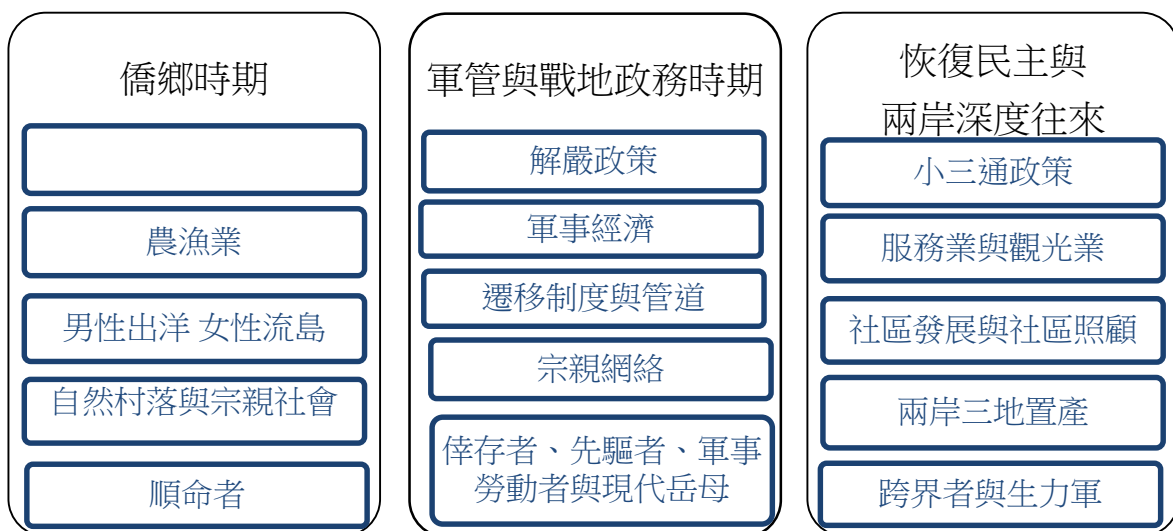 僑鄉時期
農漁業
男性出洋 女性流島
自然村落與宗親社會
順命者
軍管與戰地政務時期
解嚴政策
軍事經濟
遷移制度與管道
宗親網絡
倖存者、先驅者、軍事
勞動者與現代岳母
恢復民主與
兩岸深度往來
小三通政策
服務業與觀光業
社區發展與社區照顧
兩岸三地置產
跨界者與生力軍